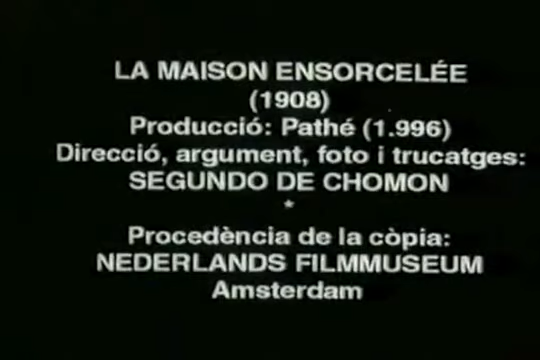 LA MAISON ENSORCELÉE
(1908)
Producció: Pathé (1.996)
Direcció, argument, foto i trucatges:
SEGUNDO DE CHOMON
*
Procedència de la còpia:
NEDERLANDS FILMMUSEUM
Amsterdam